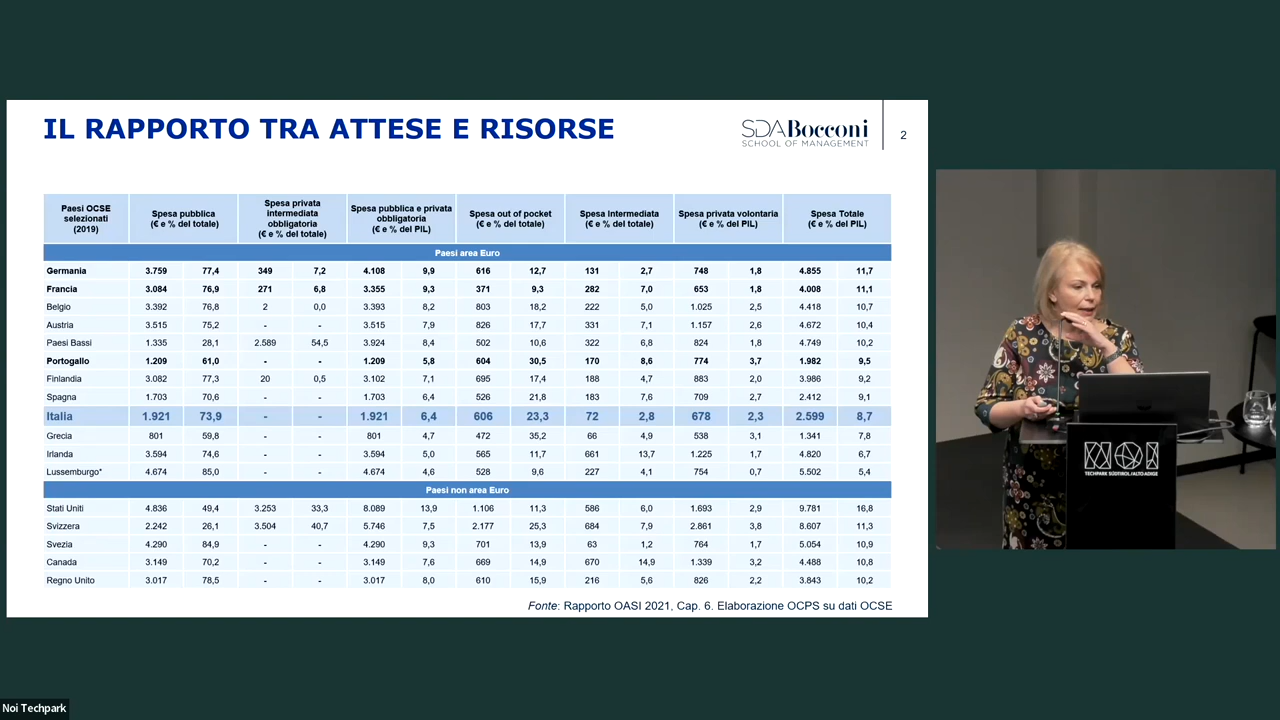 IL RAPPORTO TRA ATTESE E RISORSE
SDA Bocconi
SCHOOL OF MANAGEMENT
2
Paesi OCSE selezionati (2019) Spesa pubblica (€ e % del totale) Spesa privata intermediata obbligatoria (€ e % del totale) Spesa pubblica e privata obbligatoria (€ e % del PIL) Spesa out of pocket (€ e % del totale) Spesa Intermediata (€ e % del totale) Spesa privata volontaria (€ e % del PIL) Spesa Totale (€ e % del PIL)
Paesi area Euro
Germania 3.759 77,4 349 7,2 4.108 9,9 616 12,7 131 2,7 748 1,8 4.855 11,7
Francia 3.084 76,9 271 6,8 3.355 9,3 371 9,3 282 7,0 653 1,8 4.008 11,1
Belgio 3.392 76,8 2 0,0 3.393 8,2 803 18,2 222 5,0 1.025 2,5 4.418 10,7
Austria 3.515 75,2 - - 3.515 7,9 826 17,7 331 7,1 1.157 2,6 4.672 10,4
Paesi Bassi 1.335 28,1 2.589 54,5 3.924 8,4 502 10,6 322 6,8 824 1,8 4.749 10,2
Portogallo 1.209 61,0 - - 1.209 5,8 604 30,5 170 8,6 774 3,7 1.982 9,5
Finlandia 3.082 77,3 20 0,5 3.102 7,1 695 17,4 188 4,7 883 2,0 3.986 9,2
Spagna 1.703 70,6 - - 1.703 6,4 526 21,8 183 7,6 709 2,7 2.412 9,1
Italia 1.921 73,9 - - 1.921 6,4 606 23,3 72 2,8 678 2,3 2.599 8,7
Grecia 801 59,8 - - 801 4,7 472 35,2 66 4,9 538 3,1 1.341 7,8
Irlanda 3.594 74,6 - - 3.594 5,0 565 11,7 661 13,7 1.225 1,7 4.820 6,7
Lussemburgo* 4.674 85,0 - - 4.674 4,6 528 9,6 227 4,1 754 0,7 5.502 5,4
Paesi non area Euro
Stati Uniti 4.836 49,4 3.253 33,3 8.089 13,9 1.106 11,3 586 6,0 1.693 2,9 9.781 16,8
Svizzera 2.242 26,1 3.504 40,7 5.746 7,5 2.177 25,3 684 7,9 2.861 3,8 8.607 11,3
Svezia 4.290 84,9 - - 4.290 9,3 701 13,9 63 1,2 764 1,7 5.054 10,9
Canada 3.149 70,2 - - 3.149 7,6 669 14,9 670 14,9 1.339 3,2 4.488 10,8
Regno Unito 3.017 78,5 - - 3.017 8,0 610 15,9 216 5,6 826 2,2 3.843 10,2
Fonte: Rapporto OASI 2021, Cap. 6. Elaborazione OCPS su dati OCSE
NOI
TECHPARK SÜDTIROL/ALTO ADIGE
Noi Techpark